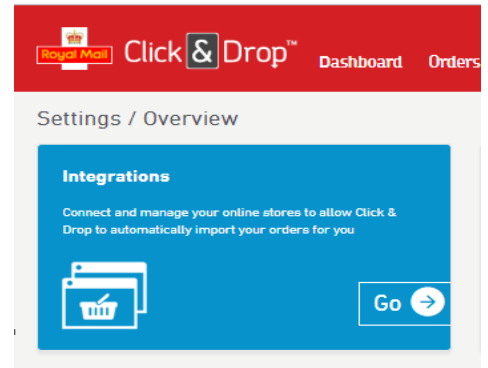 Royal Mail Click & Drop™ Dashboard Orders
Settings / Overview
Integrations
Connect and manage your online stores to allow Click &
Drop to automatically import your orders for you
Go